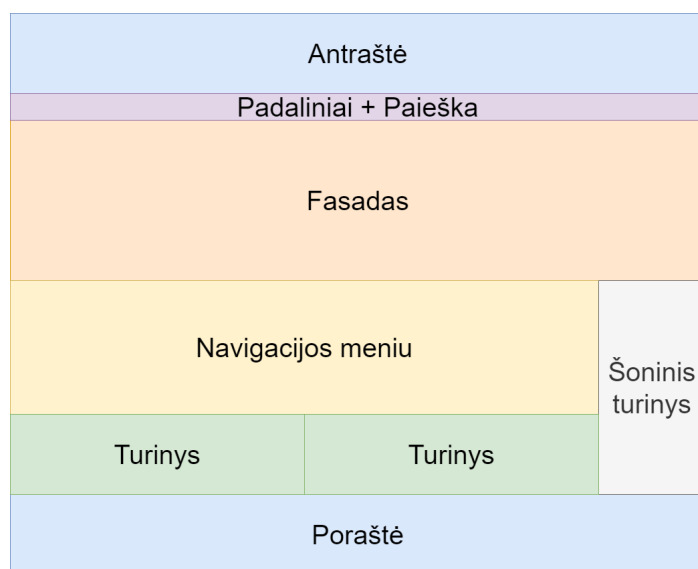 Antraštė
Padaliniai + Paieška
Fasadas
Navigacijos meniu
Šoninis
turinys
Turinys
Turinys
Poraštė